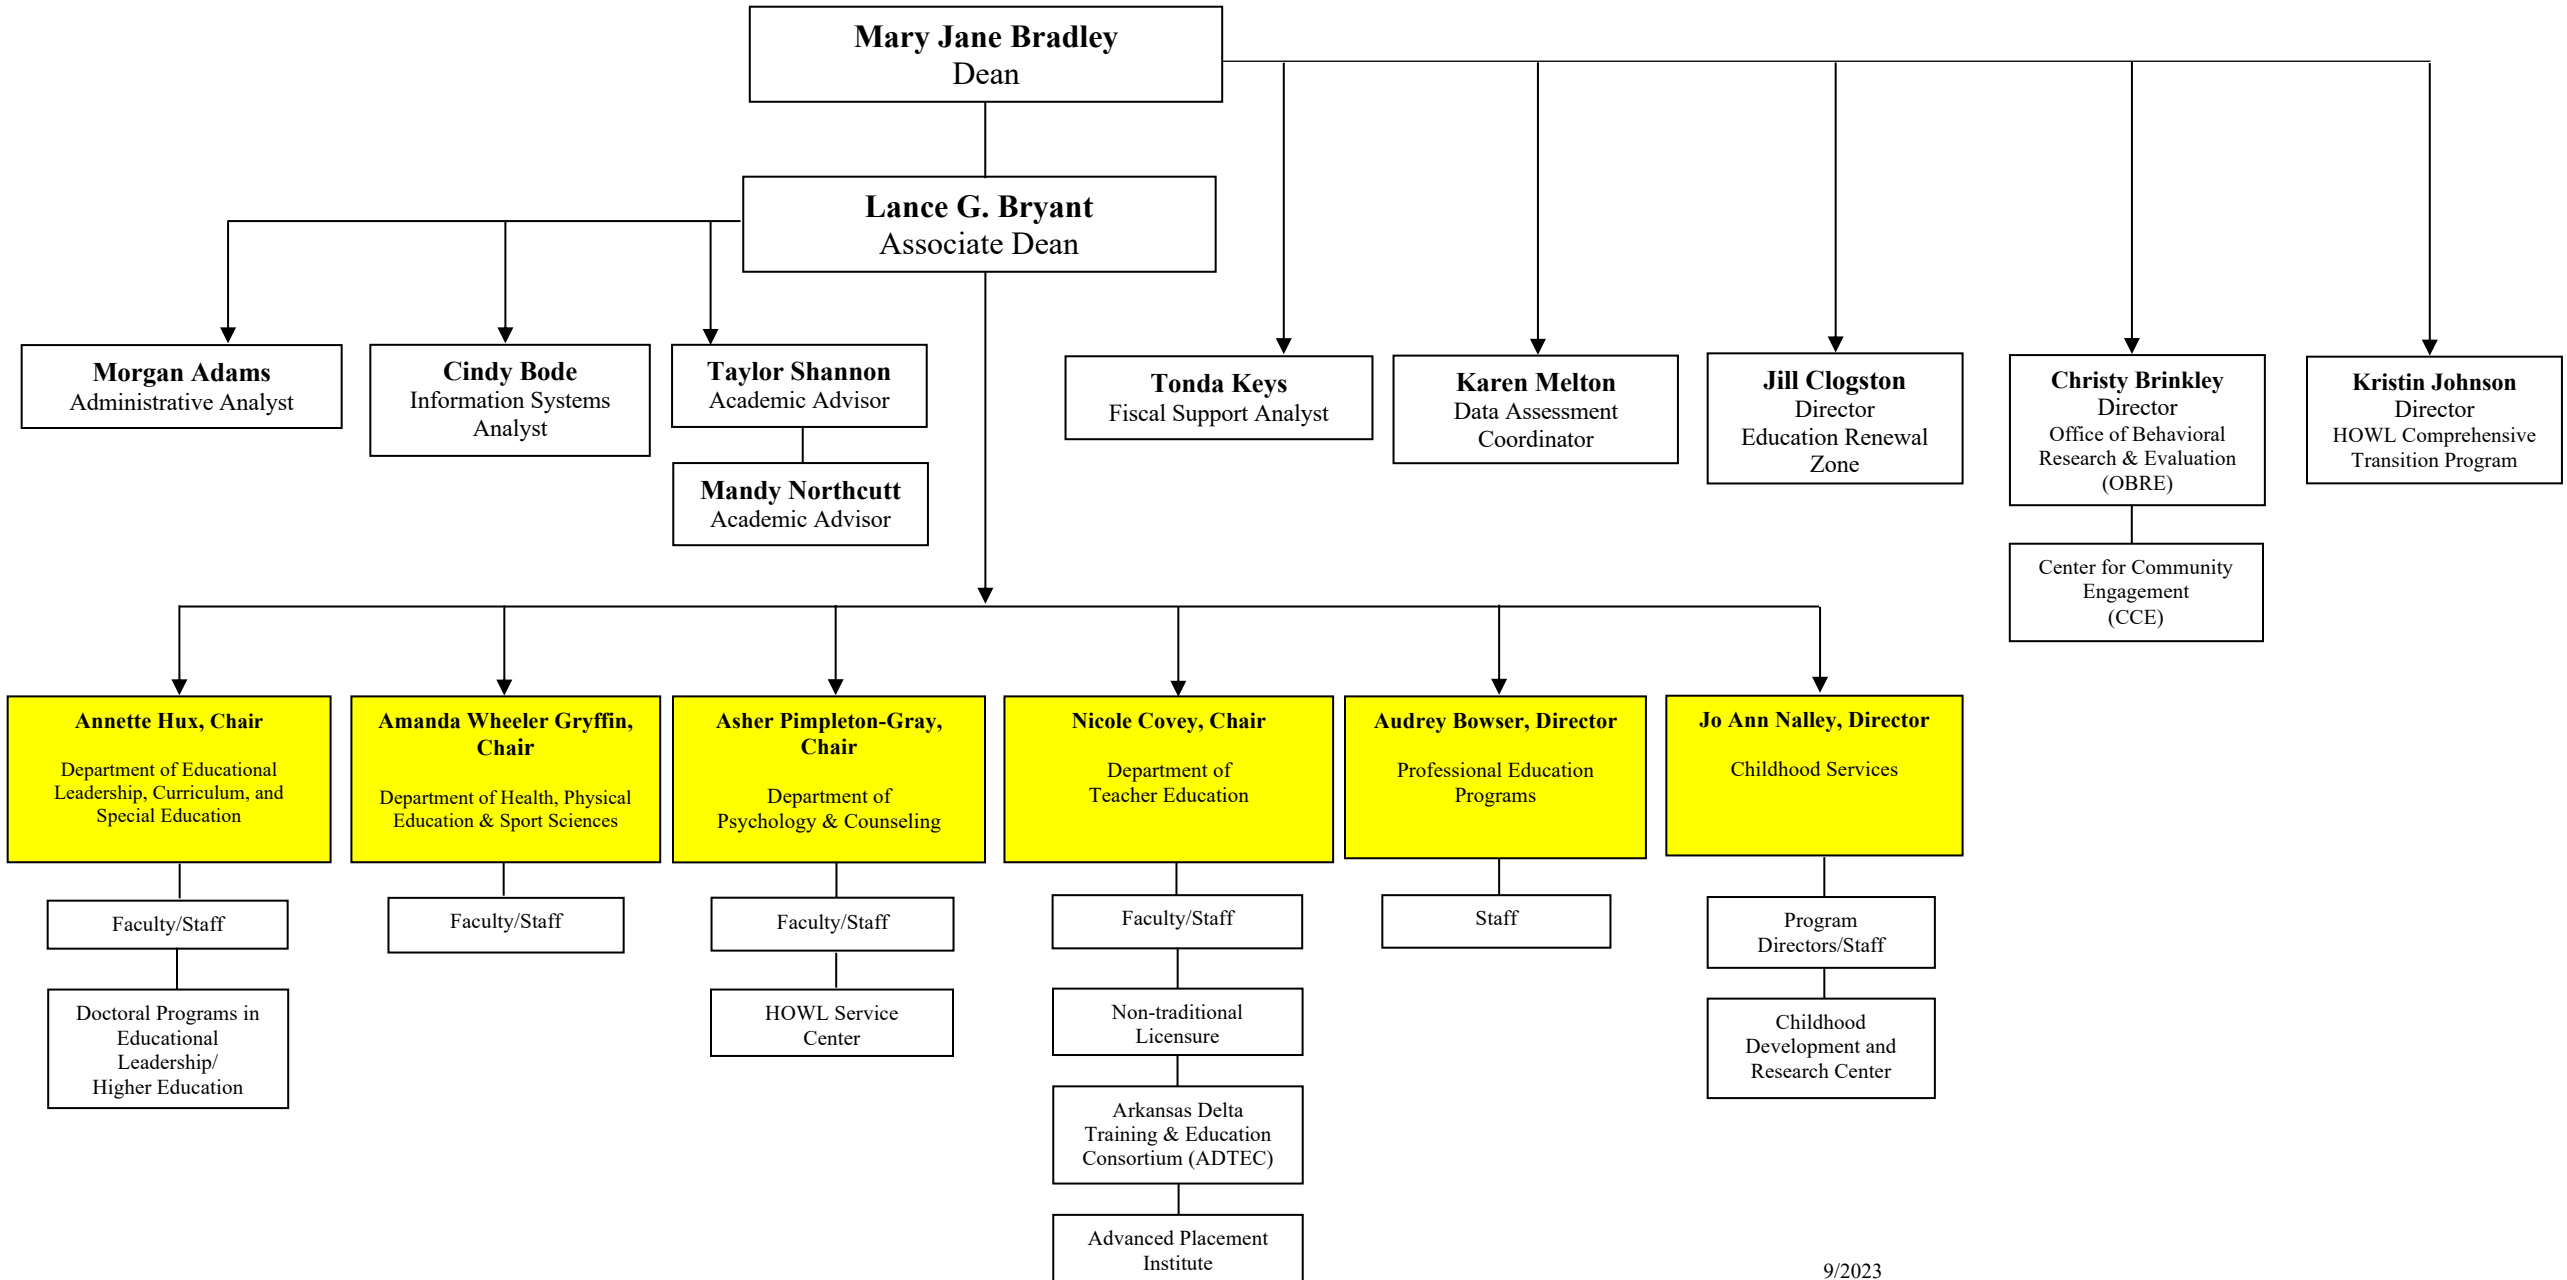 Mary Jane Bradley
Dean
Lance G. Bryant
Associate Dean
Morgan Adams
Administrative Analyst
Cindy Bode
Information Systems
Analyst
Taylor Shannon
Academic Advisor
Mandy Northcutt
Academic Advisor
Tonda Keys
Fiscal Support Analyst
Karen Melton
Data Assessment
Coordinator
Jill Clogston
Director
Education Renewal
Zone
Christy Brinkley
Director
Office of Behavioral
Research & Evaluation
(OBRE)
Center for Community
Engagement
(CCE)
Kristin Johnson
Director
HOWL Comprehensive
Transition Program
Annette Hux, Chair
Department of Educational
Leadership, Curriculum, and
Special Education
Faculty/Staff
Doctoral Programs in
Educational
Leadership/
Higher Education
Amanda Wheeler Gryffin,
Chair
Department of Health, Physical
Education & Sport Sciences
Faculty/Staff
Asher Pimpleton-Gray,
Chair
Department of
Psychology & Counseling
Faculty/Staff
HOWL Service
Center
Nicole Covey, Chair
Department of
Teacher Education
Faculty/Staff
Non-traditional
Licensure
Arkansas Delta
Training & Education
Consortium (ADTEC)
Advanced Placement
Institute
Audrey Bowser, Director
Professional Education
Programs
Staff
Jo Ann Nalley, Director
Childhood Services
Program
Directors/Staff
Childhood
Development and
Research Center
9/2023